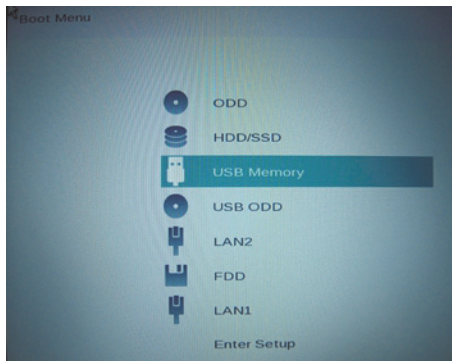 Boot Menu
ODD
HDD/SSD
USB Memory
USB ODD
LAN2
FDD
LAN1
Enter Setup